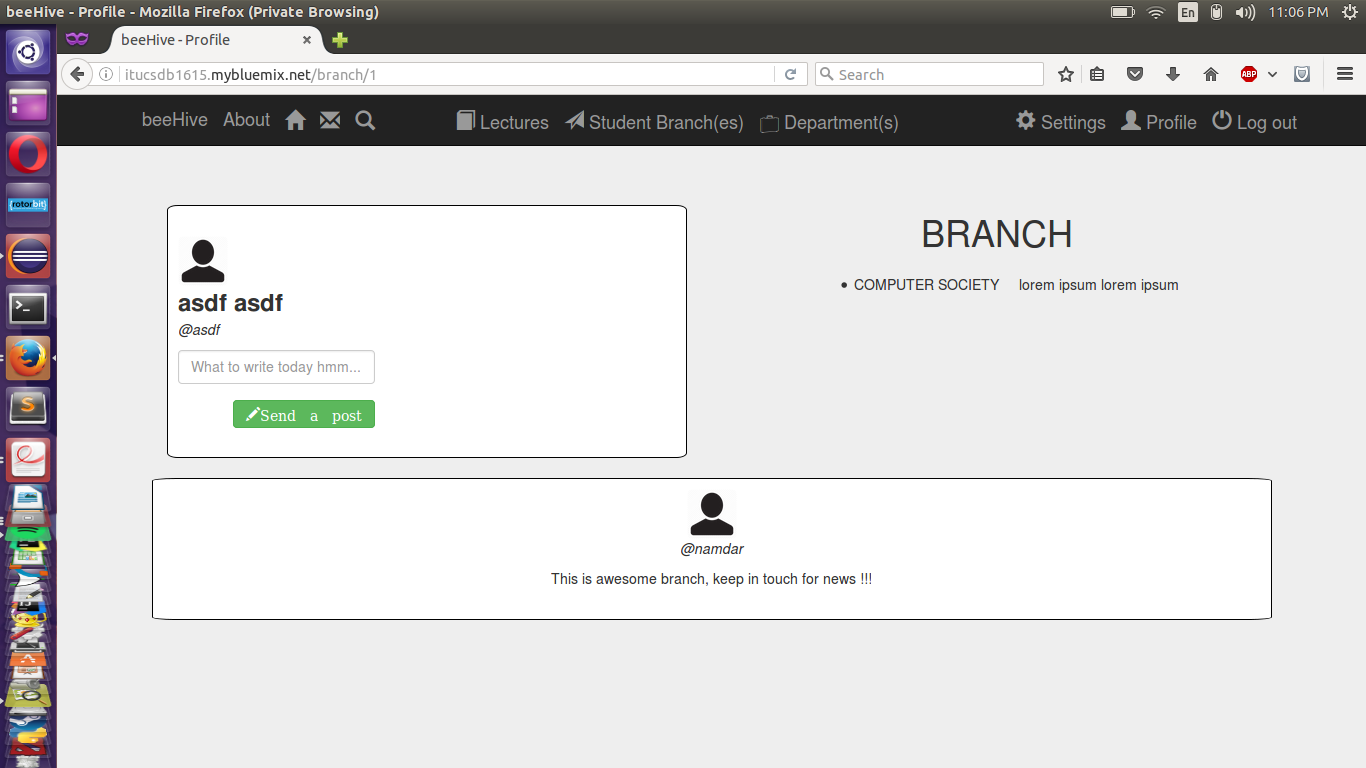 beeHive - Profile - Mozilla Firefox (Private Browsing)
En
11:06 PM
beeHive - Profile
itucsdb1615.mybluemix.net/branch/1
Search
ABP
beeHive About
Lectures Student Branch(es) Department(s)
Settings Profile Log out
{rotorbit}
asdf asdf
@asdf
What to write today hmm...
Send a post
BRANCH
• COMPUTER SOCIETY lorem ipsum lorem ipsum
@namdar
This is awesome branch, keep in touch for news !!!